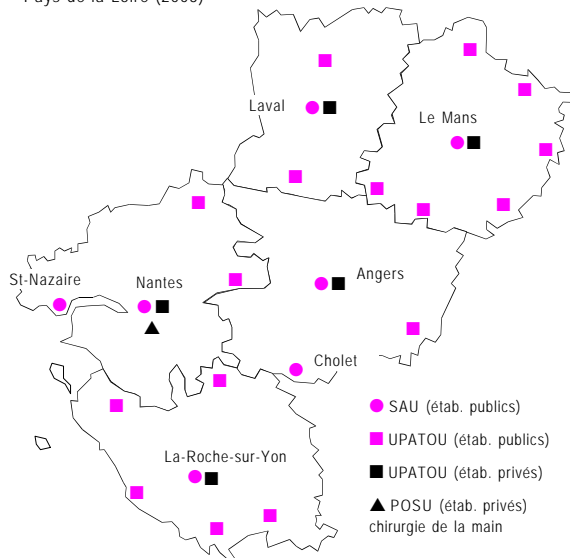 Laval
Le Mans
St-Nazaire
Nantes
Angers
Cholet
La-Roche-sur-Yon
SAU (étab. publics)
UPATOU (étab. publics)
UPATOU (étab. privés)
POSU (étab. privés)
chirurgie de la main